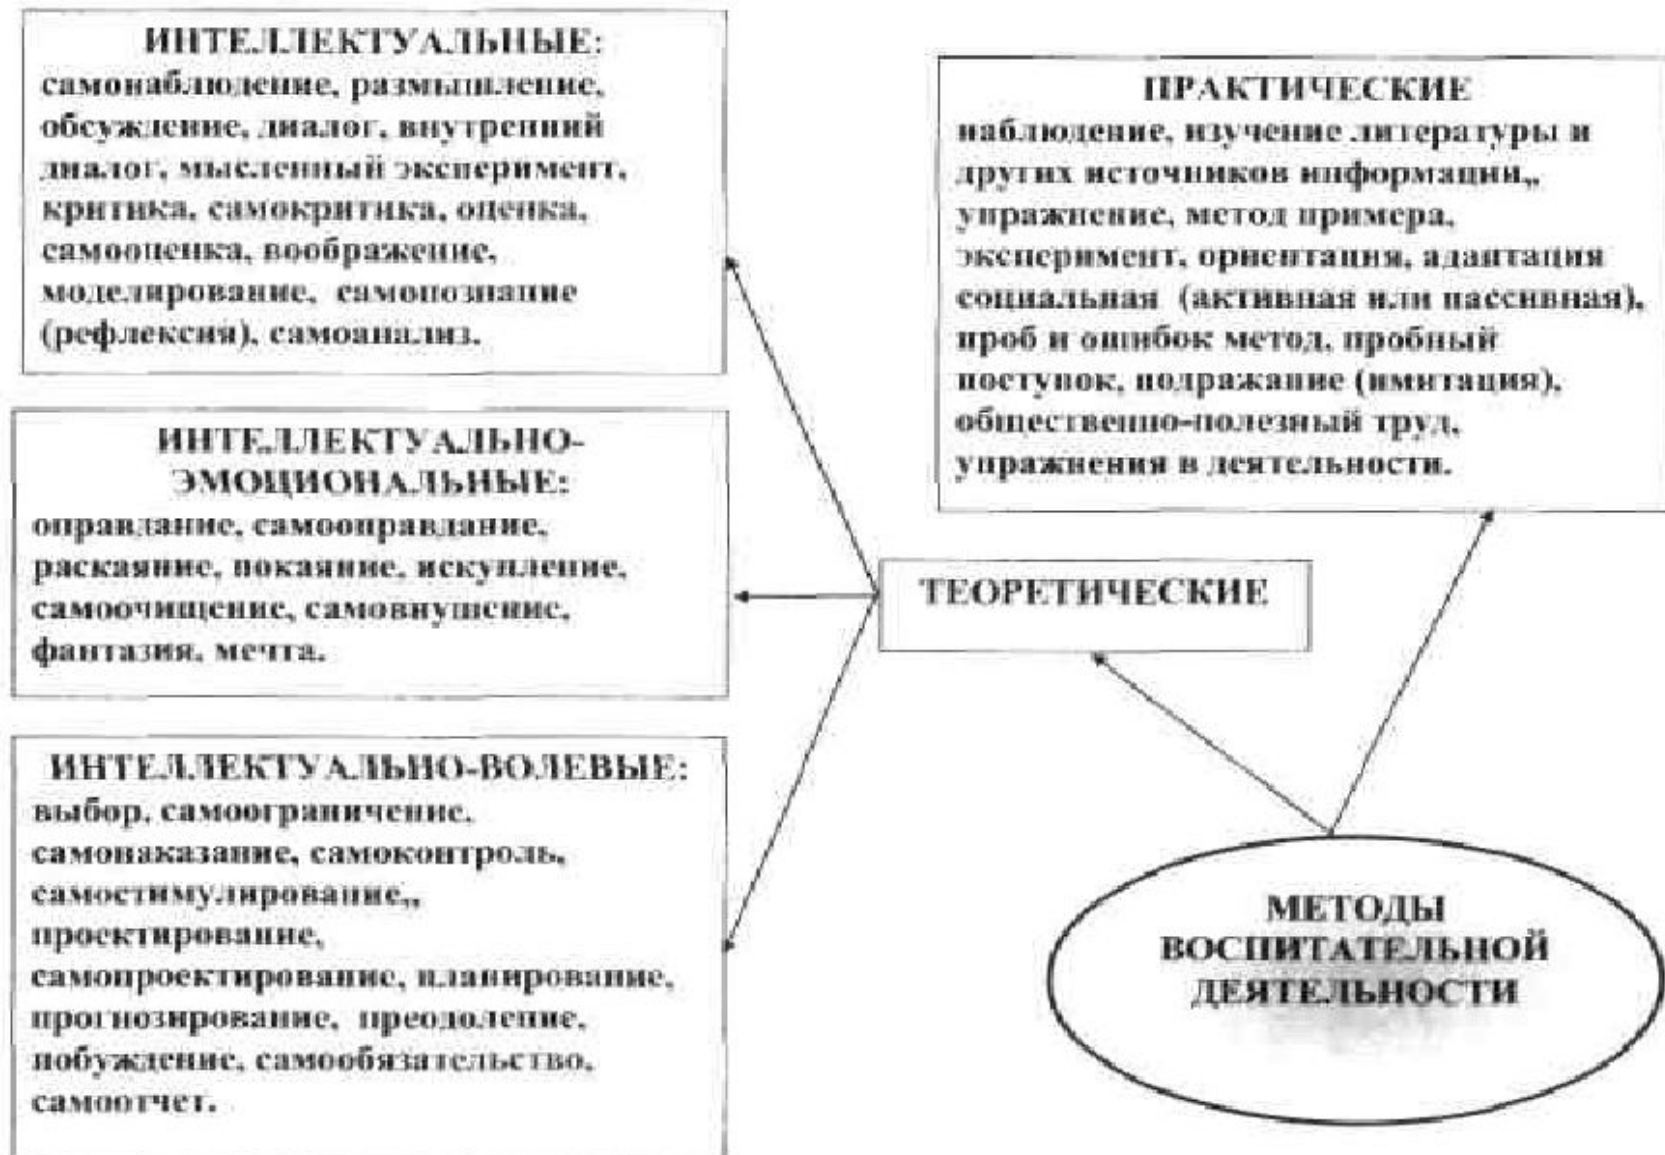 ИНТЕЛЛЕКТУАЛЬНЫЕ:
самонаблюдение, размышление,
обсуждение, диалог, внутренний
диалог, мысленный эксперимент,
критика, самокритика, оценка,
самооценка, воображение,
моделирование, самопознание
(рефлексия), самоанализ.
ПРАКТИЧЕСКИЕ
наблюдение, изучение литературы и
других источников информации,,
упражнение, метод примера,
эксперимент, ориентация, адаптация
социальная (активная или пассивная),
проб и ошибок метод, пробный
поступок, подражание (имитация),
общественно-полезный труд,
упражнения в деятельности.
ИНТЕЛЛЕКТУАЛЬНО-
ЭМОЦИОНАЛЬНЫЕ:
оправдание, самооправдание,
раскаяние, покаяние, искупление,
самоочищение, самовнушение,
фантазия, мечта.
ТЕОРЕТИЧЕСКИЕ
ИНТЕЛЛЕКТУАЛЬНО-ВОЛЕВЫЕ:
выбор, самоограничение,
самонаказание, самоконтроль,
самостимулирование,,
проектирование,
самопроектирование, планирование,
прогнозирование, преодоление,
побуждение, самообязательство,
самоотчет.
МЕТОДЫ
ВОСПИТАТЕЛЬНОЙ
ДЕЯТЕЛЬНОСТИ